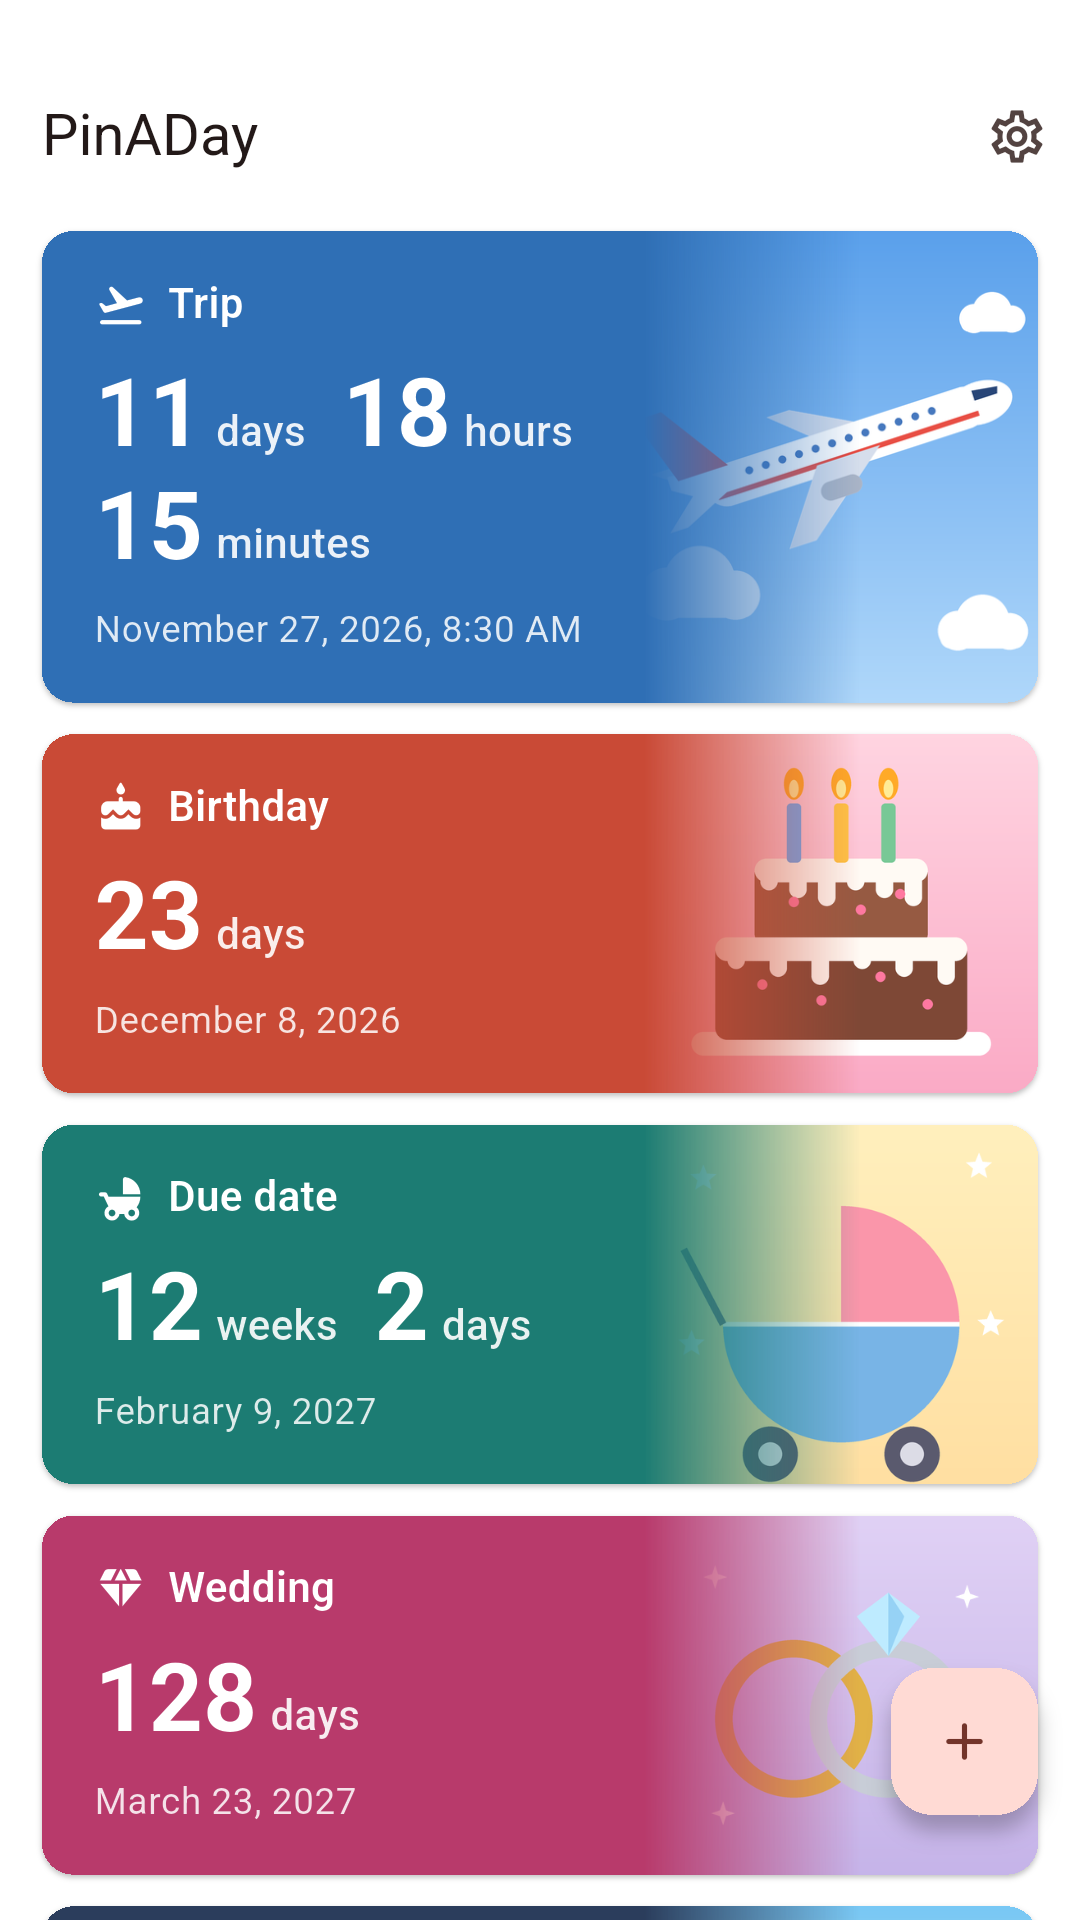 PinADay
Trip
11 days 18 hours
15 minutes
November 27, 2026, 8:30 AM
Birthday
23 days
December 8, 2026
Due date
12 weeks 2 days
February 9, 2027
Wedding
128 days
March 23, 2027